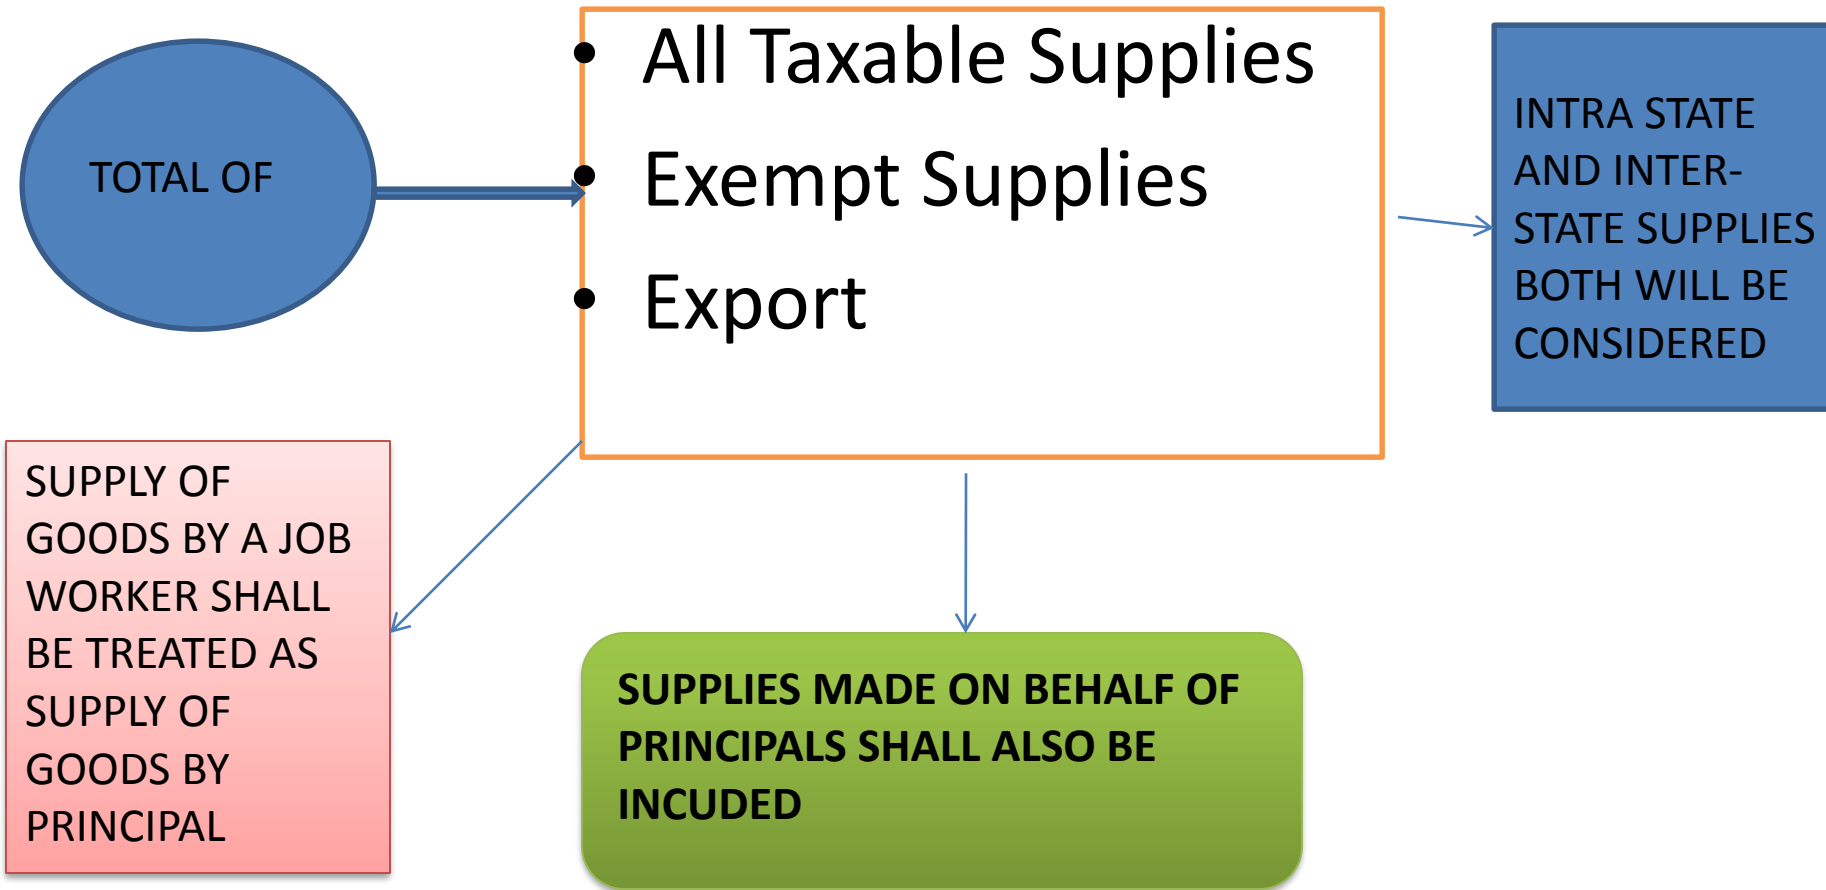 TOTAL OF
• All Taxable Supplies
• Exempt Supplies
• Export
INTRA STATE
AND INTER-
STATE SUPPLIES
BOTH WILL BE
CONSIDERED
SUPPLY OF
GOODS BY A JOB
WORKER SHALL
BE TREATED AS
SUPPLY OF
GOODS BY
PRINCIPAL
SUPPLIES MADE ON BEHALF OF
PRINCIPALS SHALL ALSO BE
INCUDED